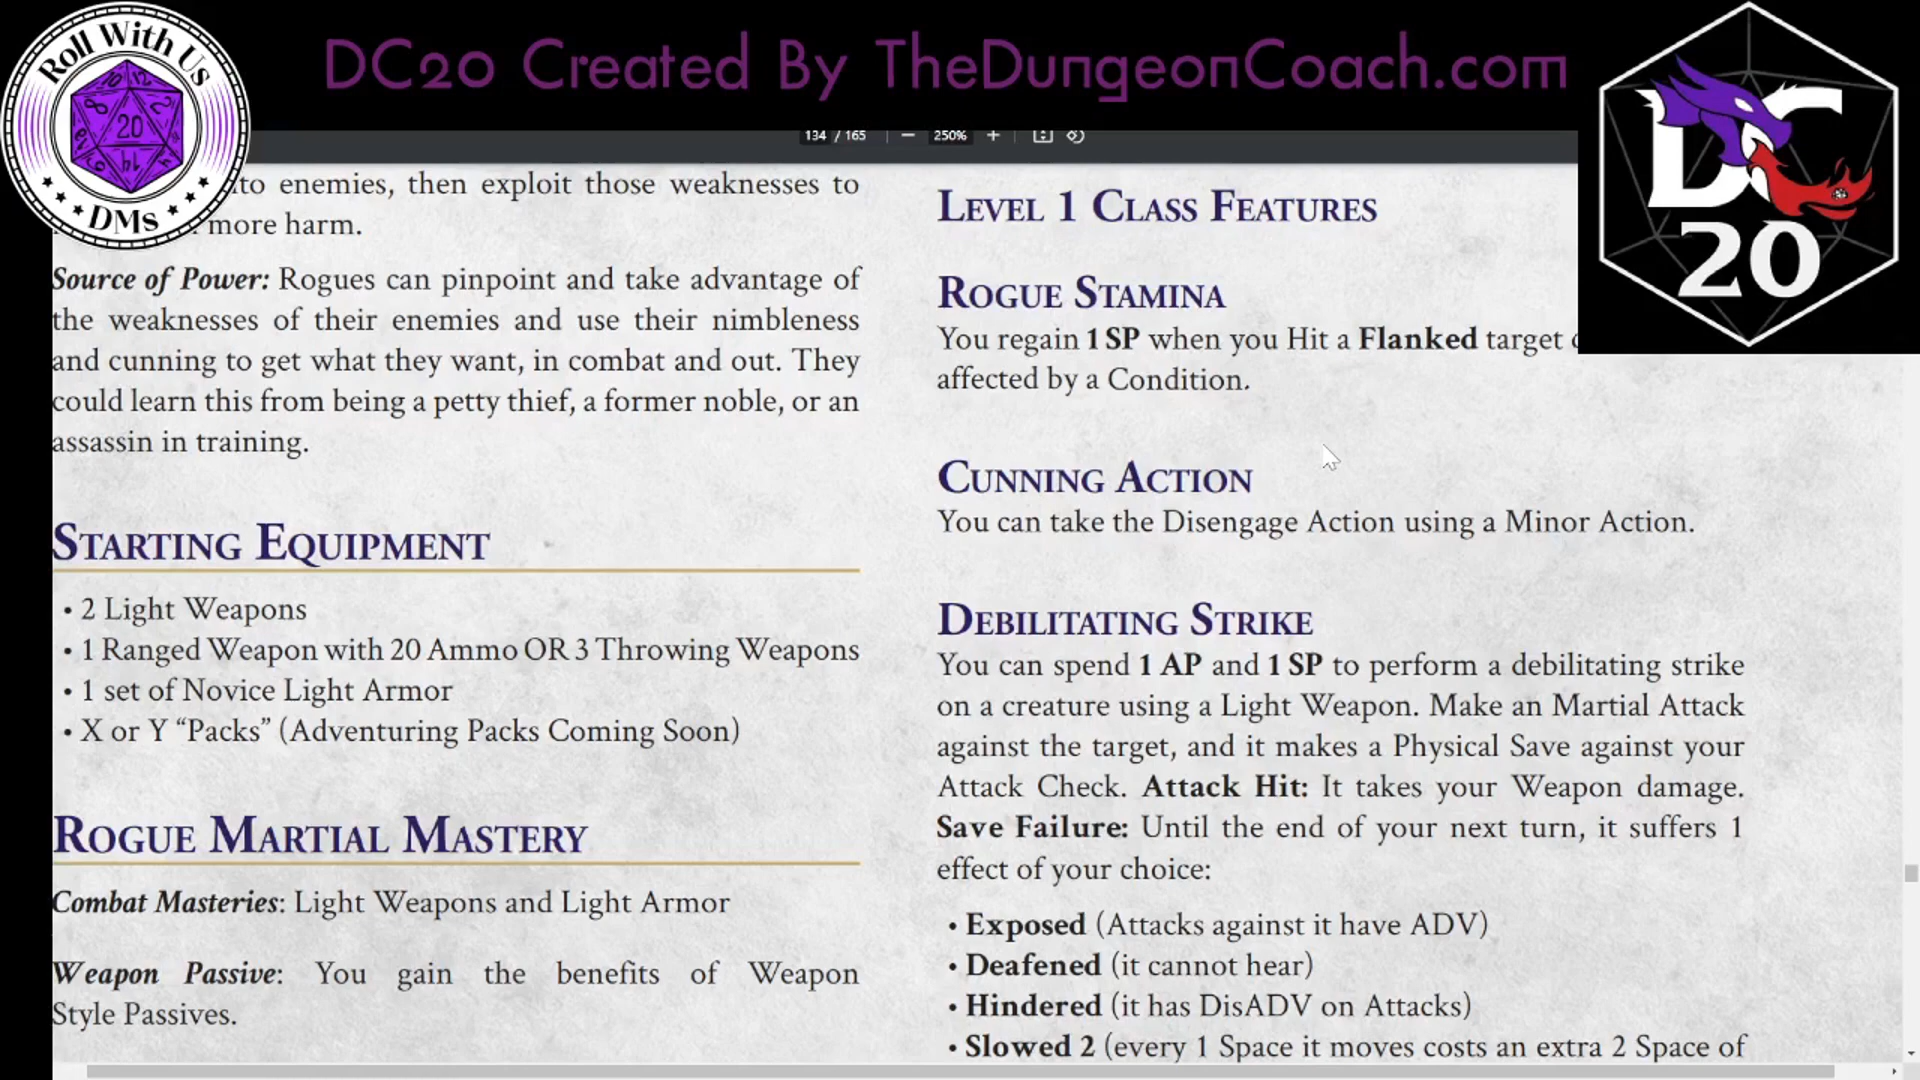 Roll With Us
DMs
20
DC20 Created By TheDungeonCoach.com
DC
20
134 / 165
250%
to enemies, then exploit those weaknesses to
more harm.
Source of Power: Rogues can pinpoint and take advantage of
the weaknesses of their enemies and use their nimbleness
and cunning to get what they want, in combat and out. They
could learn this from being a petty thief, a former noble, or an
assassin in training.
STARTING EQUIPMENT
• 2 Light Weapons
• 1 Ranged Weapon with 20 Ammo OR 3 Throwing Weapons
• 1 set of Novice Light Armor
• X or Y “Packs” (Adventuring Packs Coming Soon)
ROGUE MARTIAL MASTERY
Combat Masteries: Light Weapons and Light Armor
Weapon Passive: You gain the benefits of Weapon
Style Passives.
LEVEL 1 CLASS FEATURES
ROGUE STAMINA
You regain 1 SP when you Hit a Flanked target
affected by a Condition.
CUNNING ACTION
You can take the Disengage Action using a Minor Action.
DEBILITATING STRIKE
You can spend 1 AP and 1 SP to perform a debilitating strike
on a creature using a Light Weapon. Make an Martial Attack
against the target, and it makes a Physical Save against your
Attack Check. Attack Hit: It takes your Weapon damage.
Save Failure: Until the end of your next turn, it suffers 1
effect of your choice:
• Exposed (Attacks against it have ADV)
• Deafened (it cannot hear)
• Hindered (it has DisADV on Attacks)
• Slowed 2 (every 1 Space it moves costs an extra 2 Space of